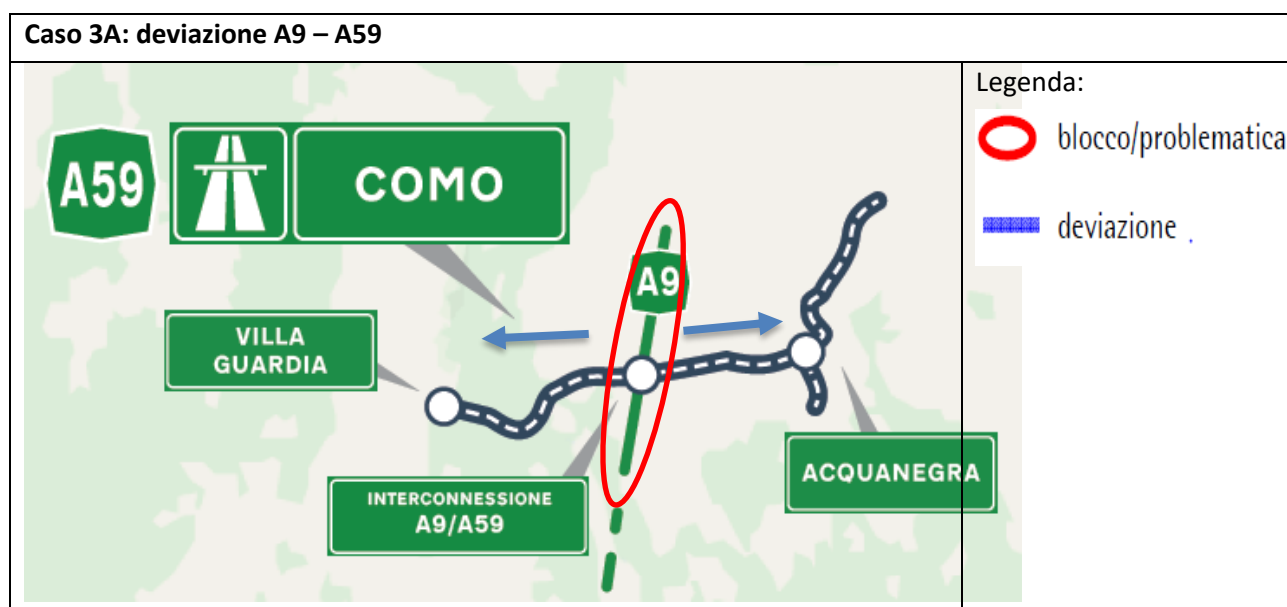 Caso 3A: deviazione A9 – A59
Legenda:
blocco/problematica
deviazione .
A59
COMO
A9
VILLA
GUARDIA
INTERCONNESSIONE
A9/A59
ACQUANEGRA